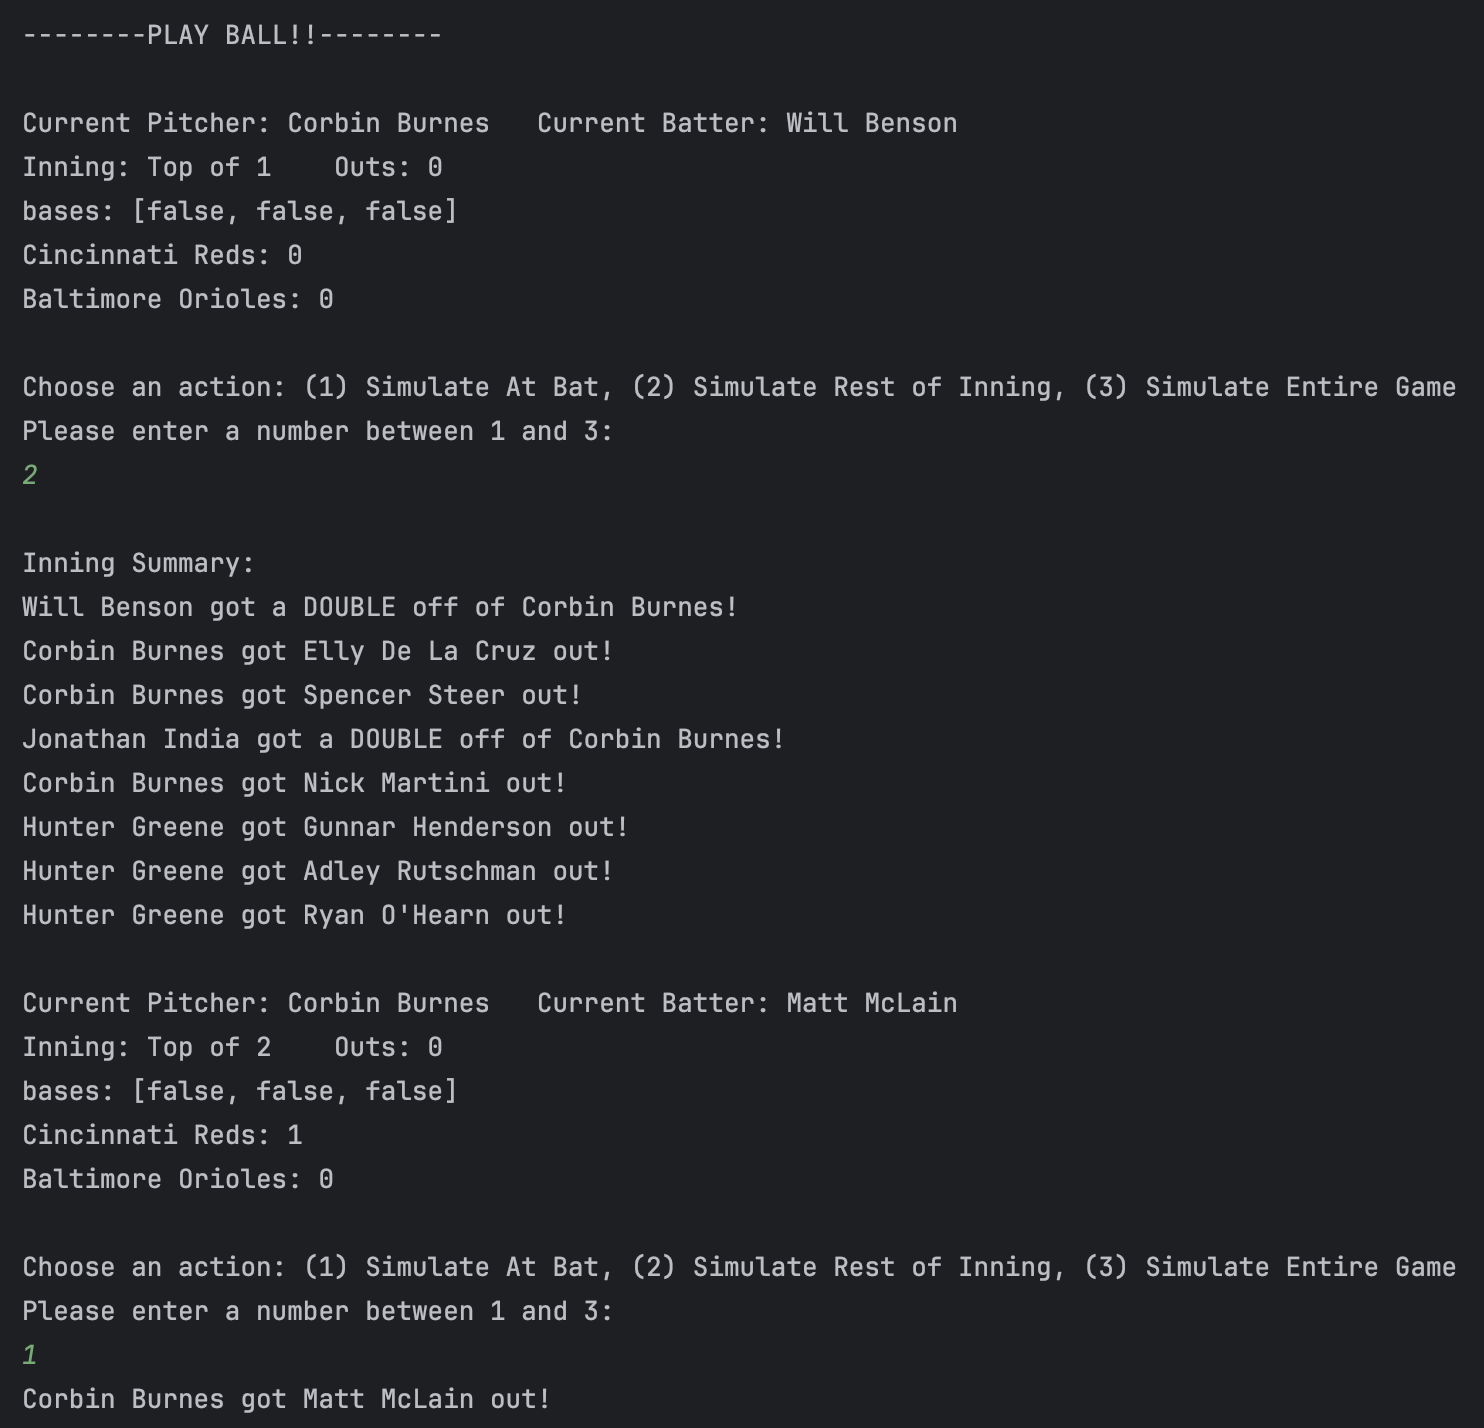 --------PLAY BALL!!--------
Current Pitcher: Corbin Burnes   Current Batter: Will Benson
Inning: Top of 1    Outs: 0
bases: [false, false, false]
Cincinnati Reds: 0
Baltimore Orioles: 0
Choose an action: (1) Simulate At Bat, (2) Simulate Rest of Inning, (3) Simulate Entire Game
Please enter a number between 1 and 3:
2
Inning Summary:
Will Benson got a DOUBLE off of Corbin Burnes!
Corbin Burnes got Elly De La Cruz out!
Corbin Burnes got Spencer Steer out!
Jonathan India got a DOUBLE off of Corbin Burnes!
Corbin Burnes got Nick Martini out!
Hunter Greene got Gunnar Henderson out!
Hunter Greene got Adley Rutschman out!
Hunter Greene got Ryan O'Hearn out!
Current Pitcher: Corbin Burnes   Current Batter: Matt McLain
Inning: Top of 2    Outs: 0
bases: [false, false, false]
Cincinnati Reds: 1
Baltimore Orioles: 0
Choose an action: (1) Simulate At Bat, (2) Simulate Rest of Inning, (3) Simulate Entire Game
Please enter a number between 1 and 3:
1
Corbin Burnes got Matt McLain out!